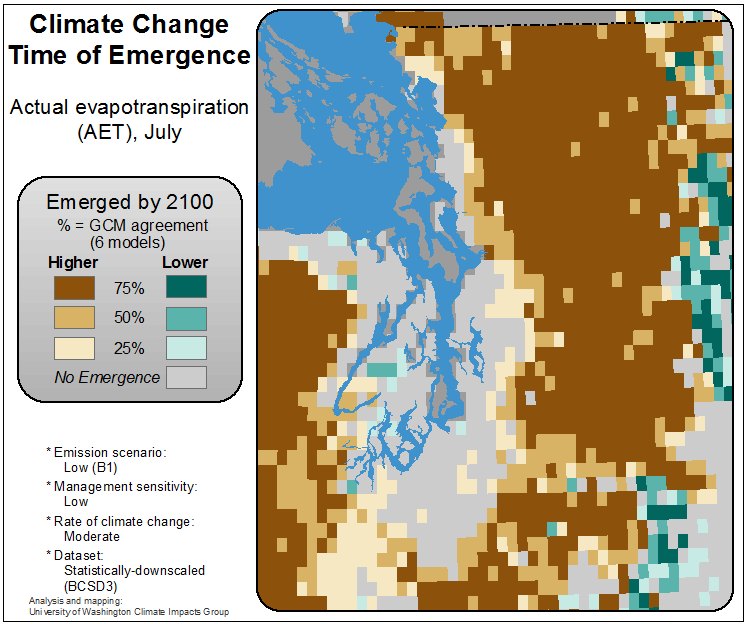 Climate Change
Time of Emergence
Actual evapotranspiration
(AET), July
Emerged by 2100
% = GCM agreement
(6 models)
Higher Lower
75%
50%
25%
No Emergence
* Emission scenario:
Low (B1)
* Management sensitivity:
Low
* Rate of climate change:
Moderate
* Dataset:
Statistically-downscaled
(BCSD3)
Analysis and mapping:
University of Washington Climate Impacts Group